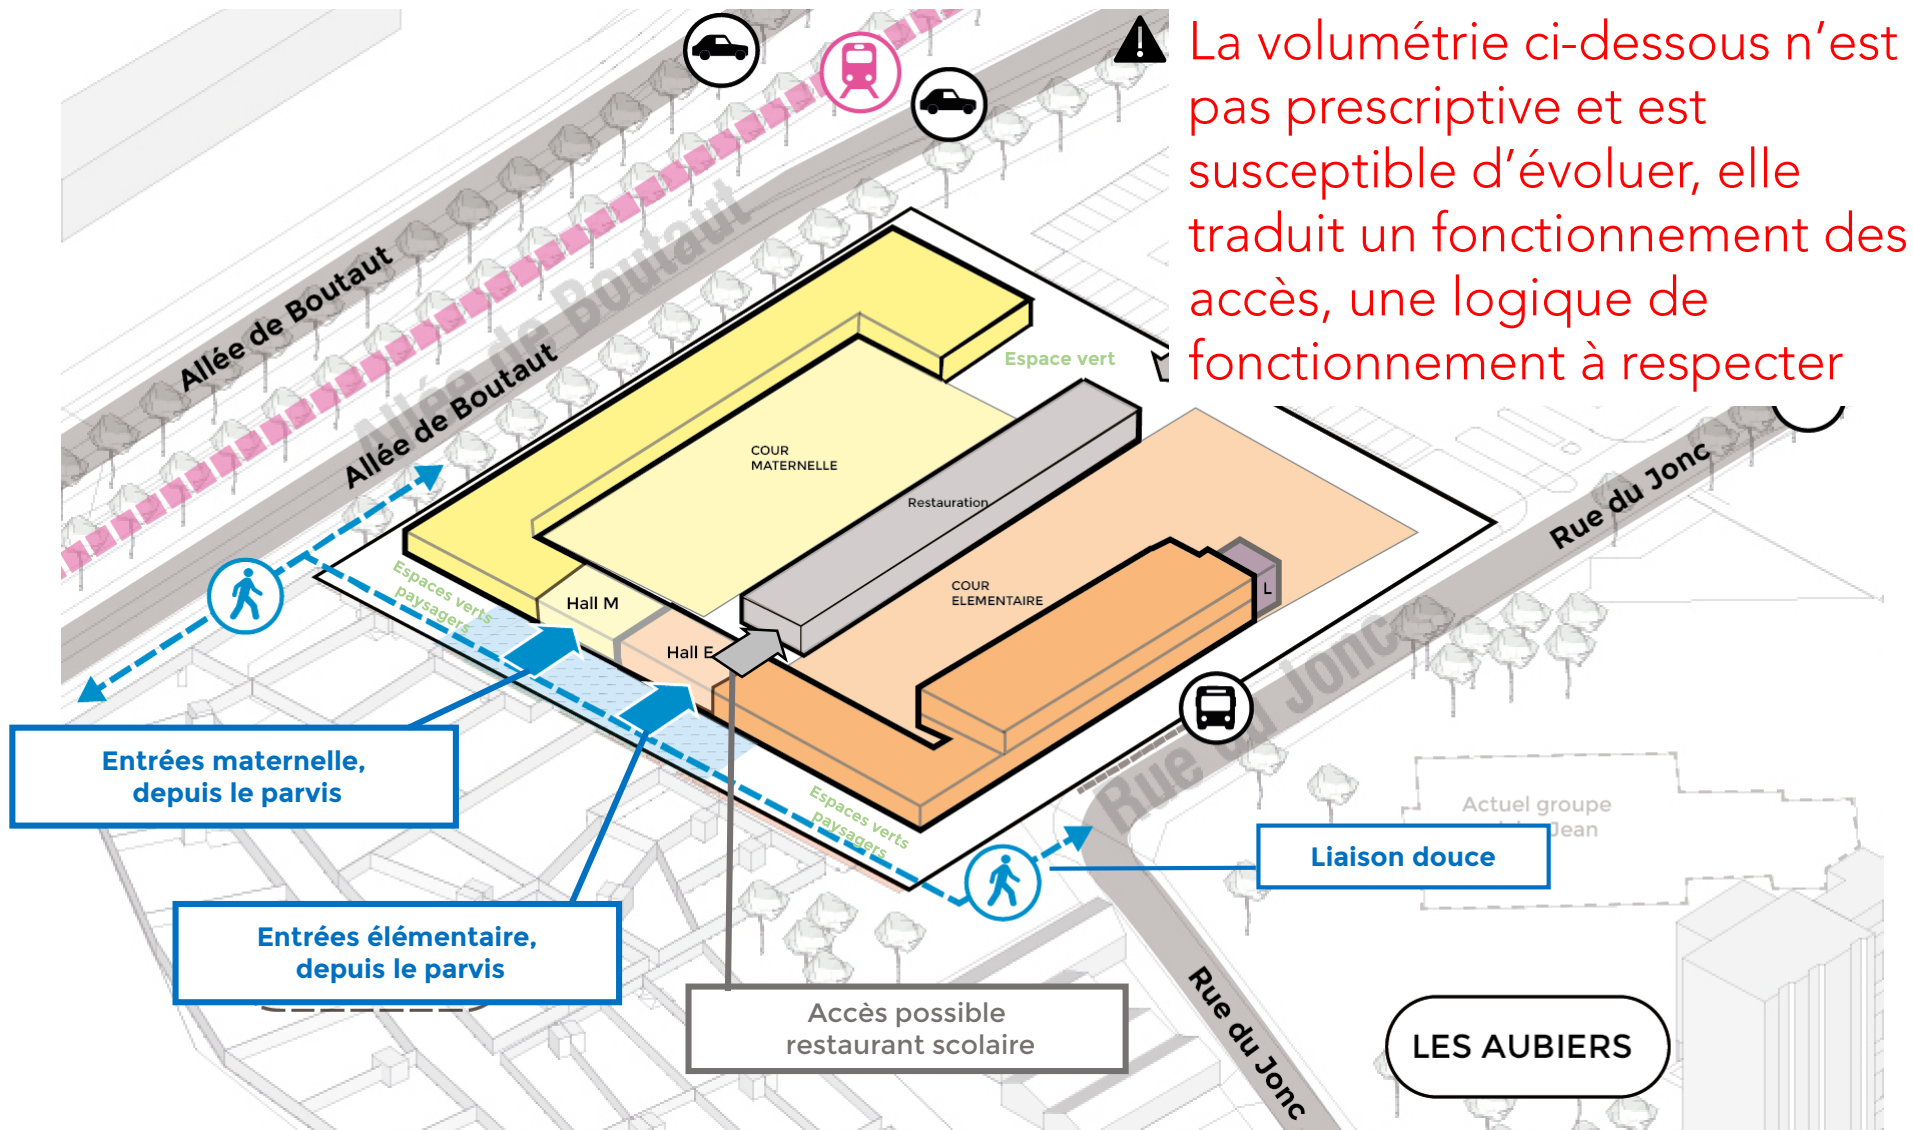 La volumétrie ci-dessous n’est
pas prescriptive et est
susceptible d’évoluer, elle
traduit un fonctionnement des
accès, une logique de
fonctionnement à respecter
Allée de Boutaut
Allée de Boutaut
Allée de Boutaut
Espace vert
COUR
MATERNELLE
Restauration
Rue du Jonc
Espaces verts
paysagers
Hall M
COUR
ELEMENTAIRE
L
Hall E
Rue du Jonc
Entrées maternelle,
depuis le parvis
Espaces verts
paysagers
Actuel groupe
Jean
Liaison douce
Entrées élémentaire,
depuis le parvis
Accès possible
restaurant scolaire
Rue du Jonc
LES AUBIERS